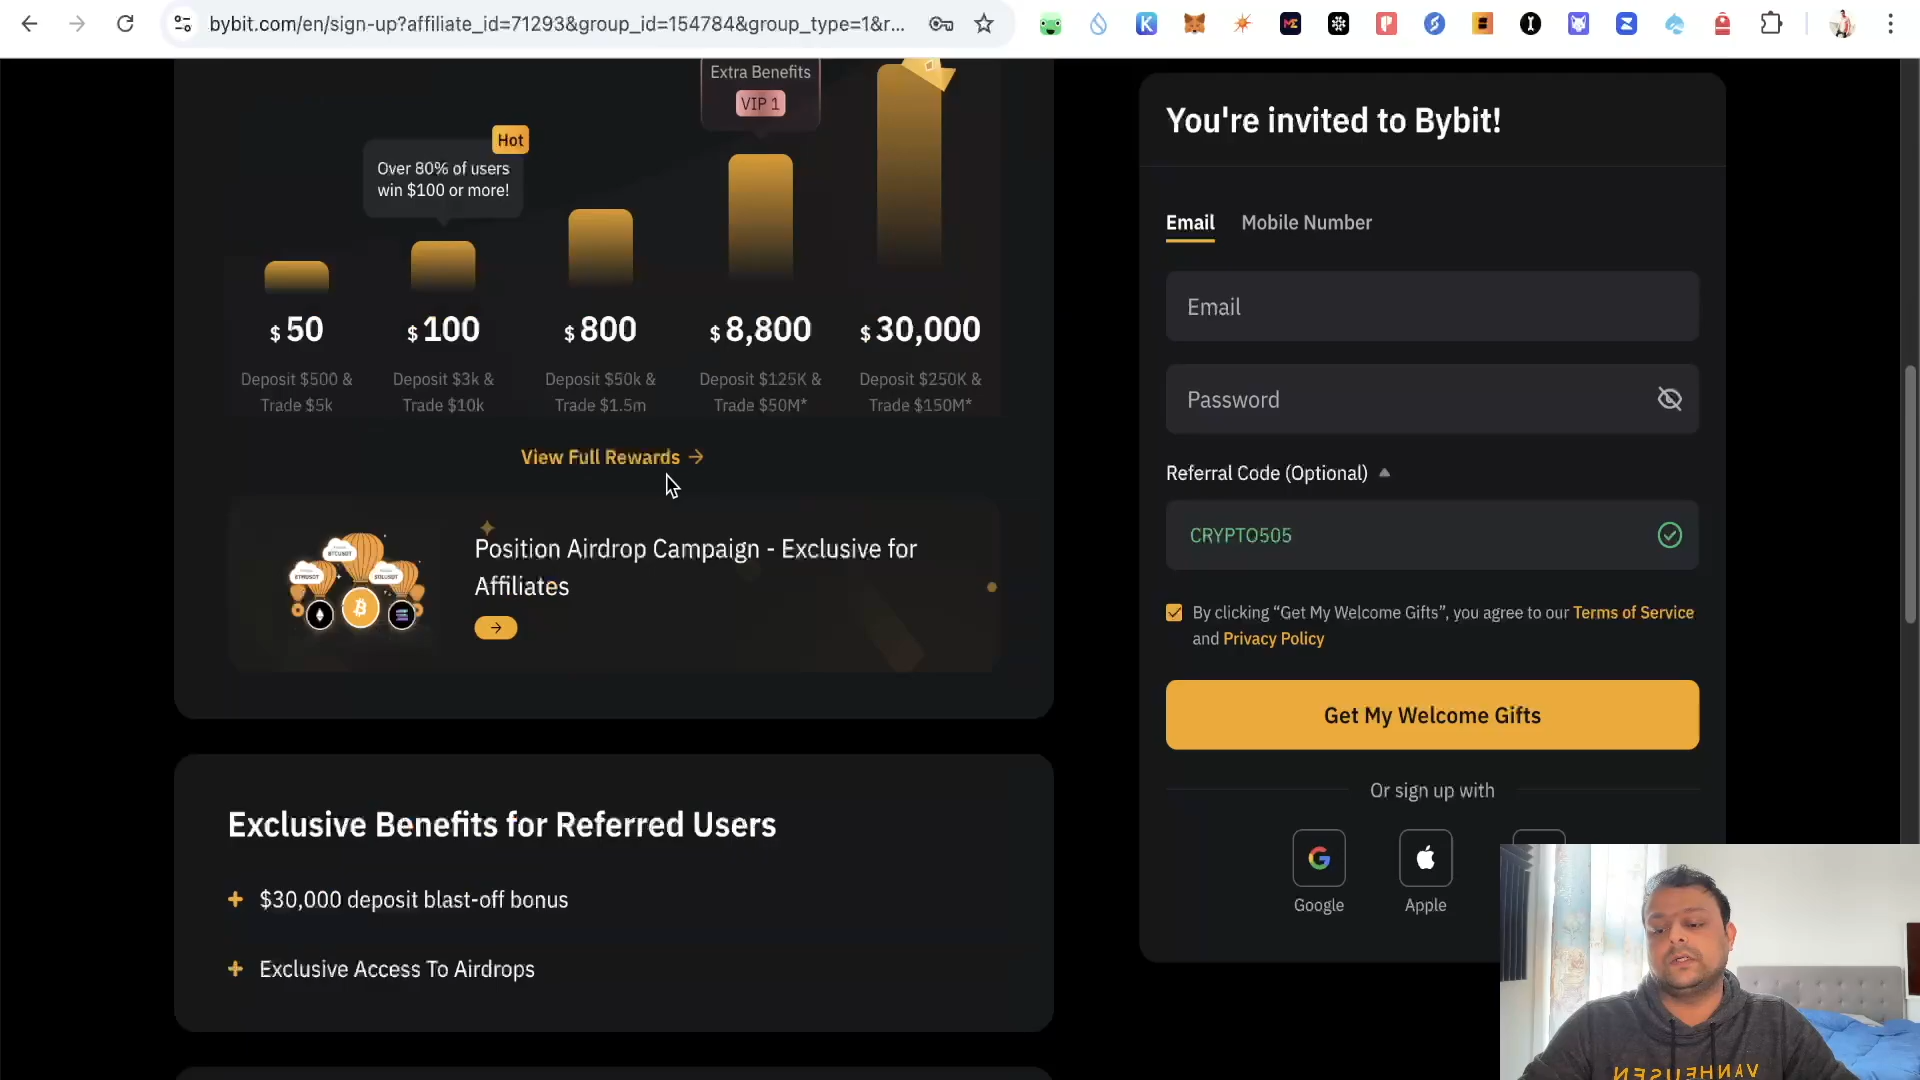 bybit.com/en/sign-up?affiliate_id=71293&group_id=154784&group_type=1&r...
Extra Benefits
VIP 1
Hot
Over 80% of users
win $100 or more!
$50
$100
$800
$8,800
$30,000
Deposit $500 &
Trade $5k
Deposit $3k &
Trade $10k
Deposit $50k &
Trade $1.5m
Deposit $125K &
Trade $50M*
Deposit $250K &
Trade $150M*
View Full Rewards
Position Airdrop Campaign - Exclusive for
Affiliates
Exclusive Benefits for Referred Users
$30,000 deposit blast-off bonus
Exclusive Access To Airdrops
You're invited to Bybit!
Email
Mobile Number
Email
Password
Referral Code (Optional)
CRYPTO505
By clicking “Get My Welcome Gifts”, you agree to our Terms of Service
and Privacy Policy
Get My Welcome Gifts
Or sign up with
Google
Apple
VANHEUSEN